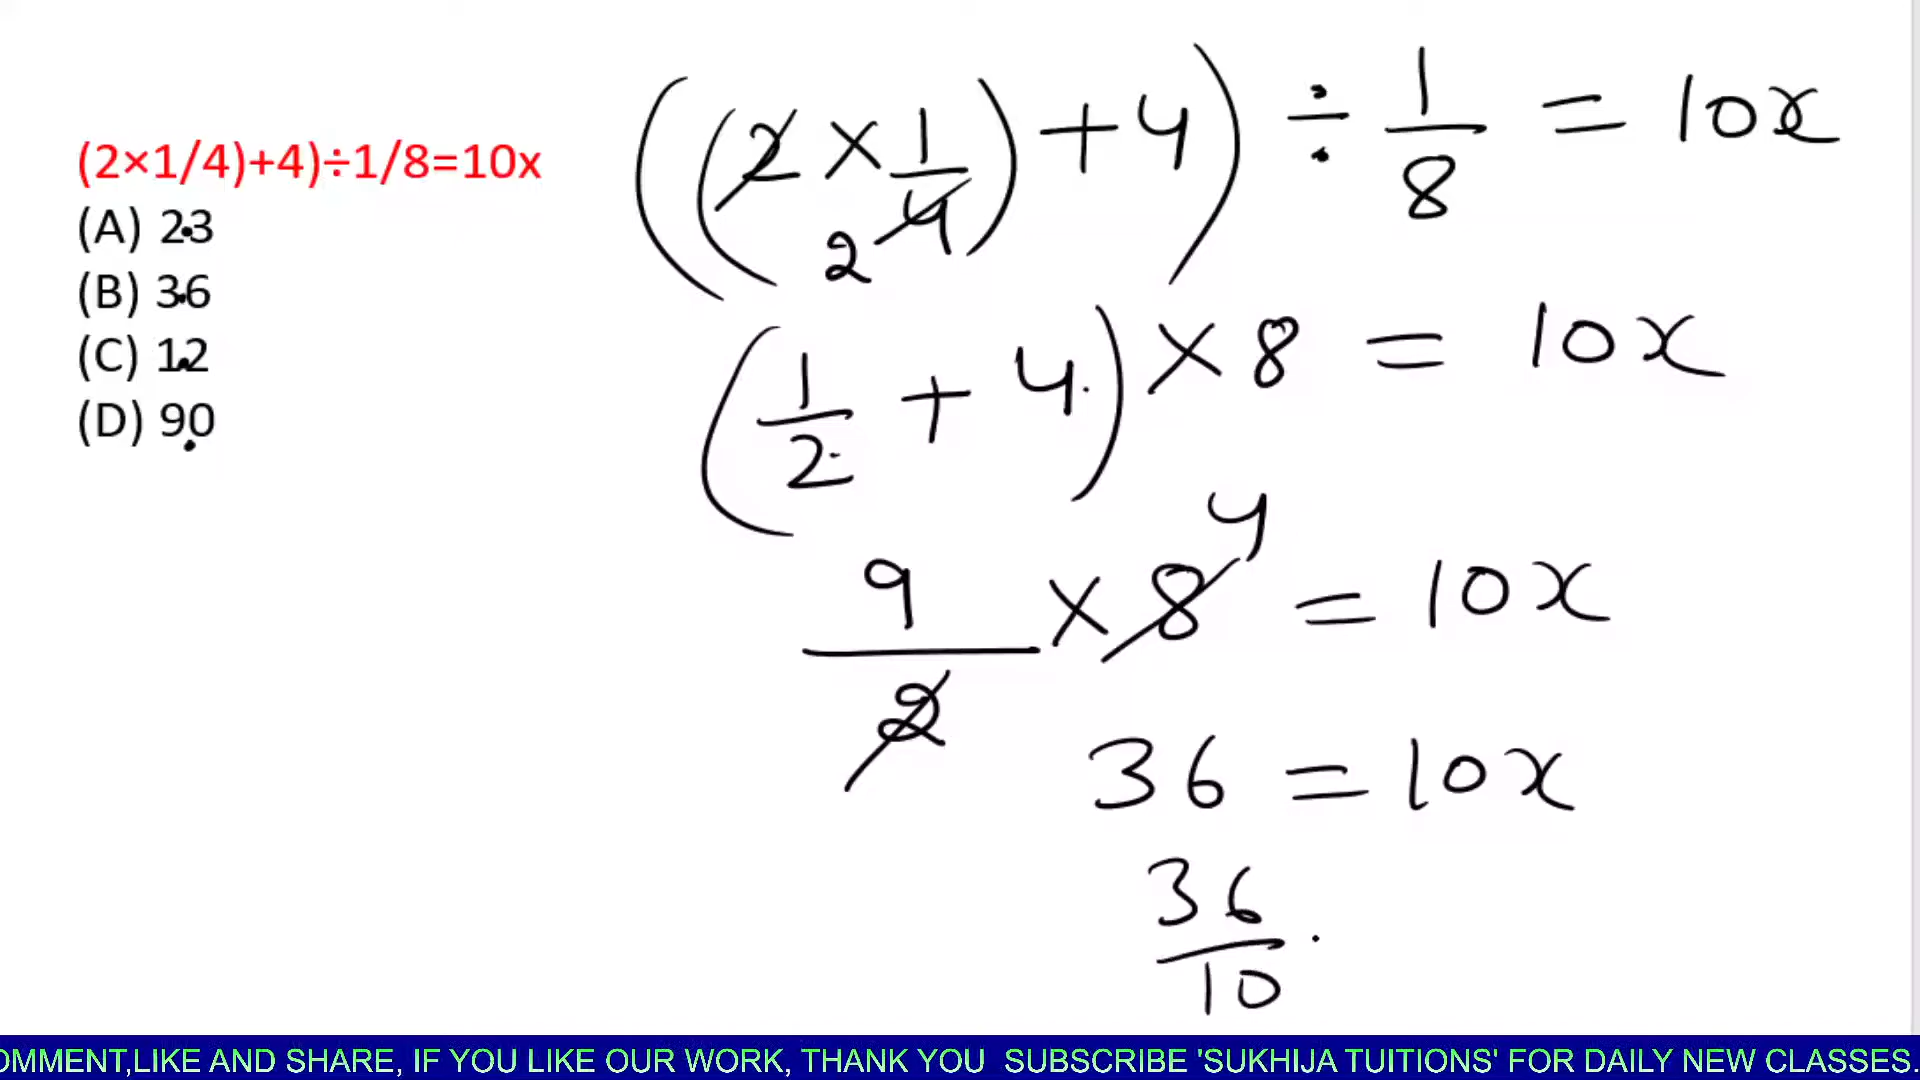 (2×1/4)+4)÷1/8=10x
(A) 2.3
(B) 3.6
(C) 1.2
(D) 9.0
((2 × 1/4) + 4) ÷ 1/8 = 10x
2
(1/2 + 4) × 8 = 10x
4
9/2 × 8 = 10x
36 = 10x
36/10
OMMENT,LIKE AND SHARE, IF YOU LIKE OUR WORK, THANK YOU SUBSCRIBE 'SUKHIJA TUITIONS' FOR DAILY NEW CLASSES.